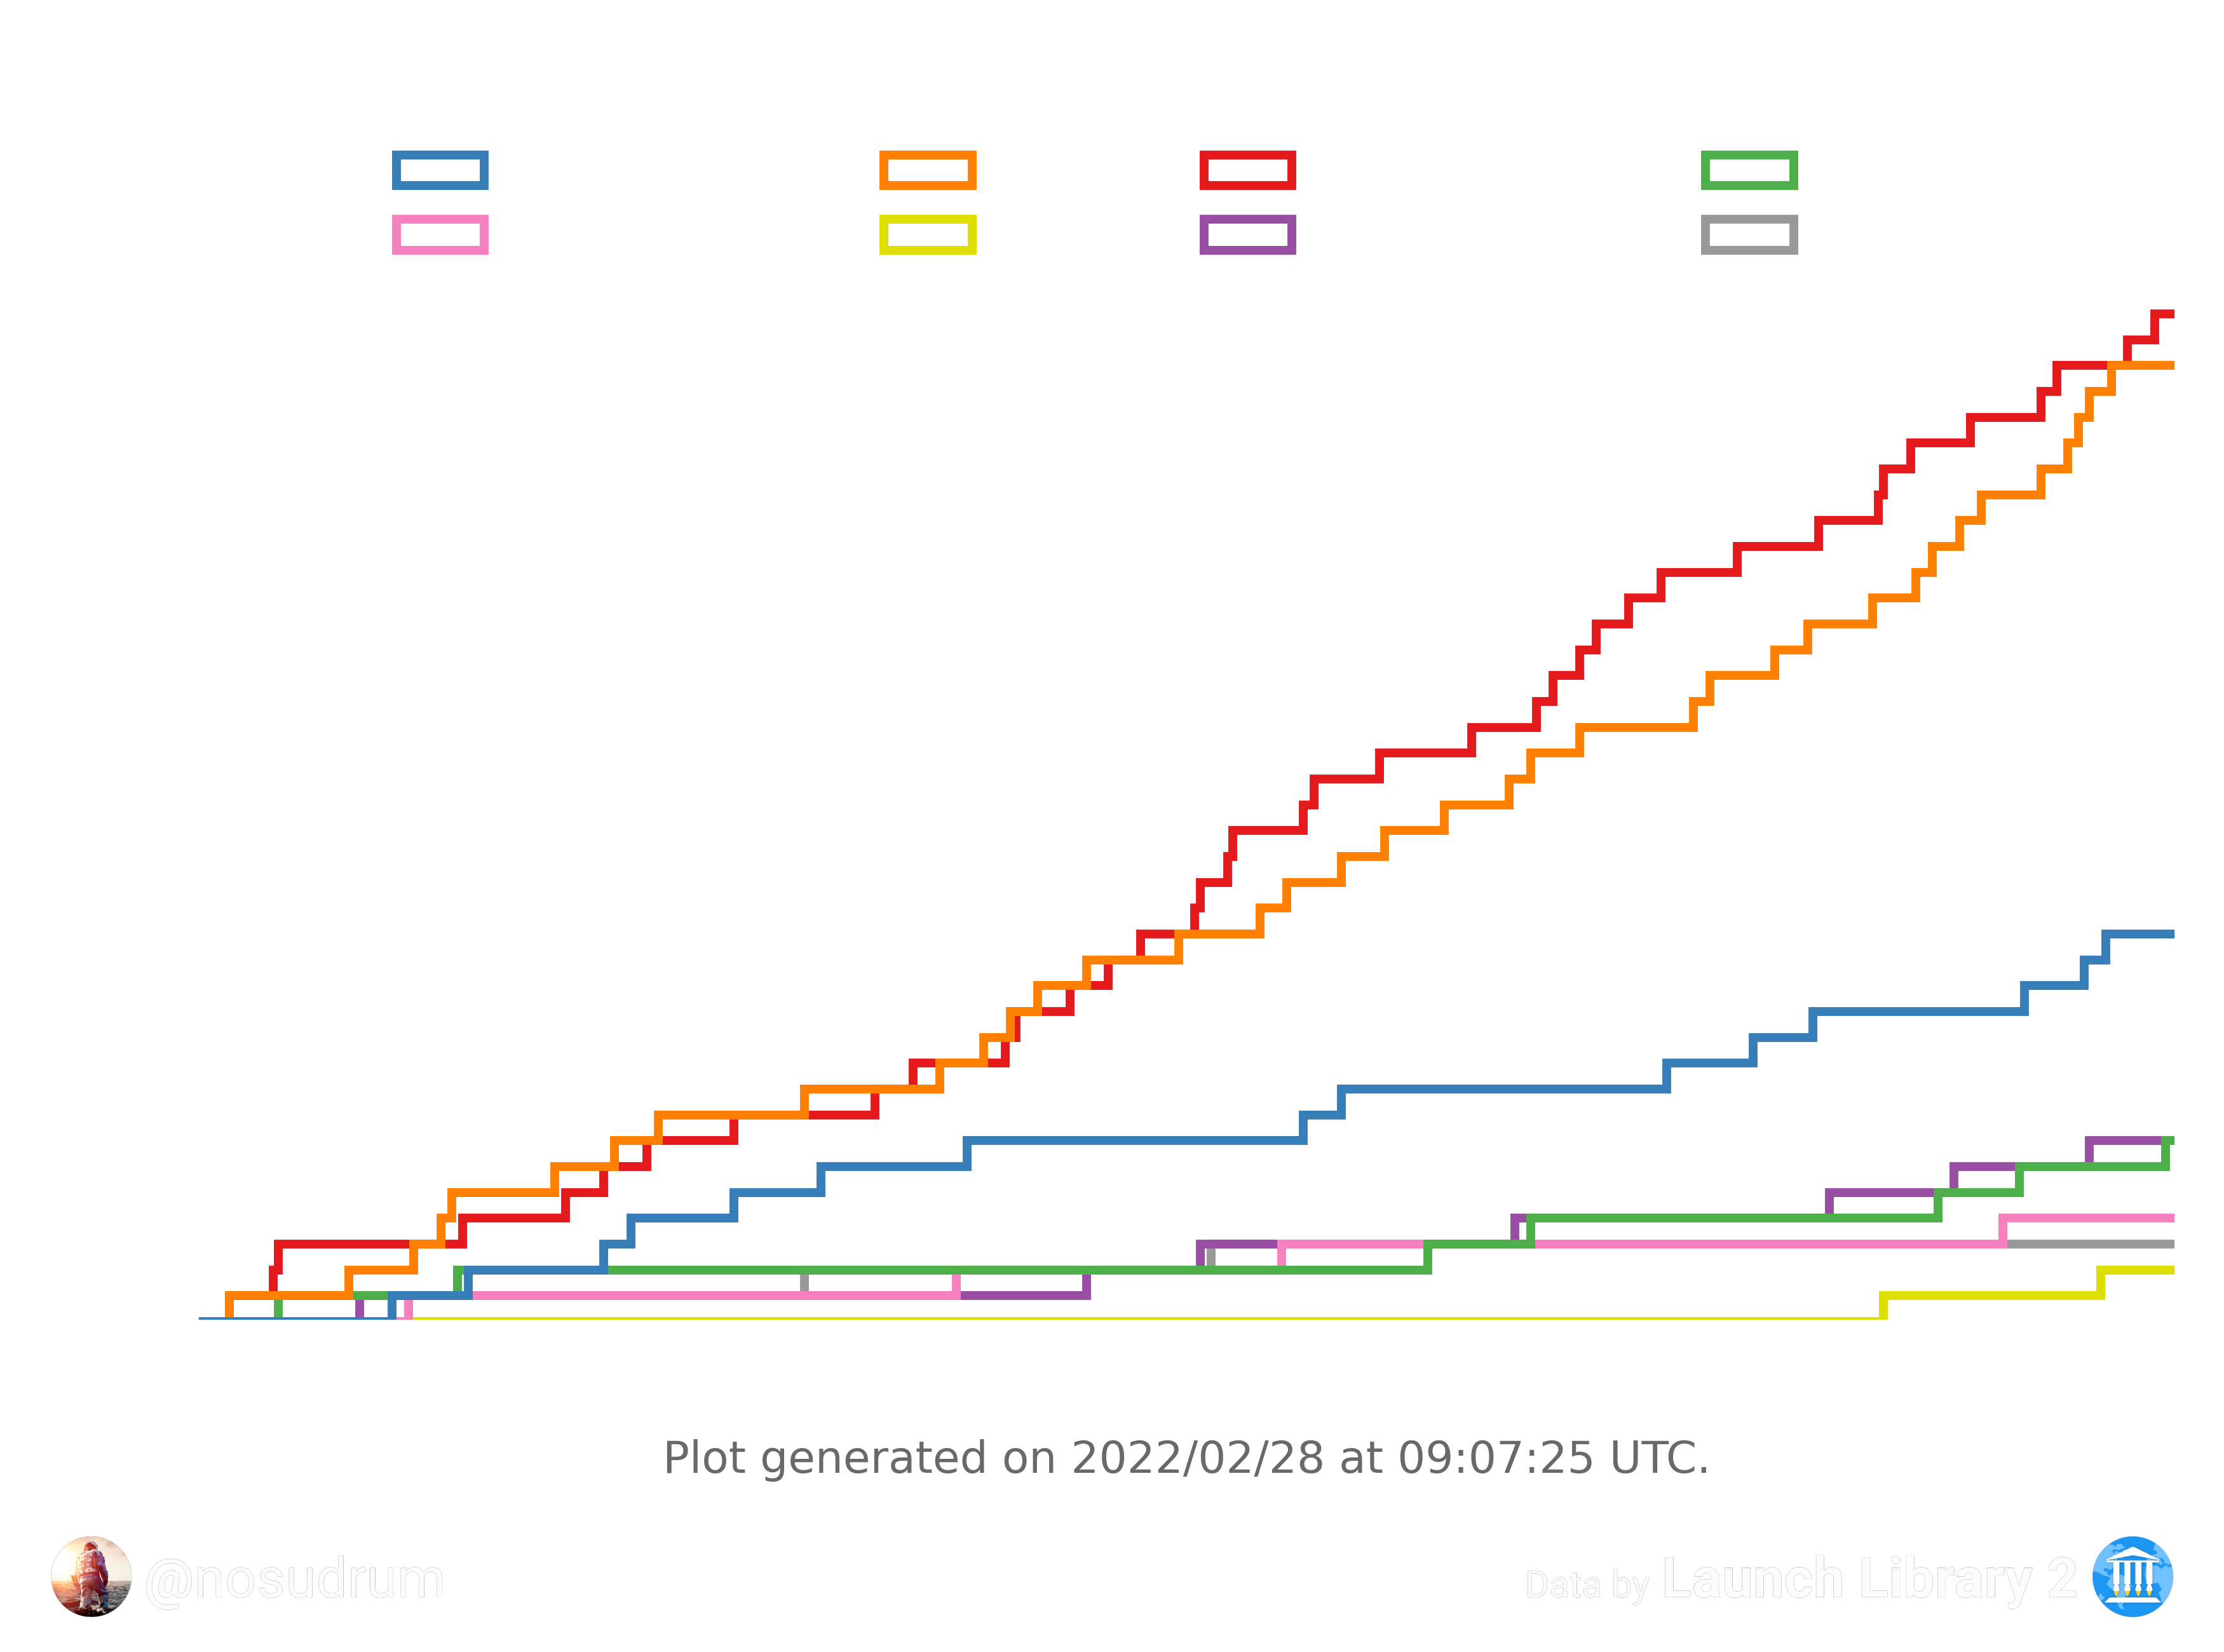 Plot generated on 2022/02/28 at 09:07:25 UTC.
@nosudrum
Data by Launch Library 2